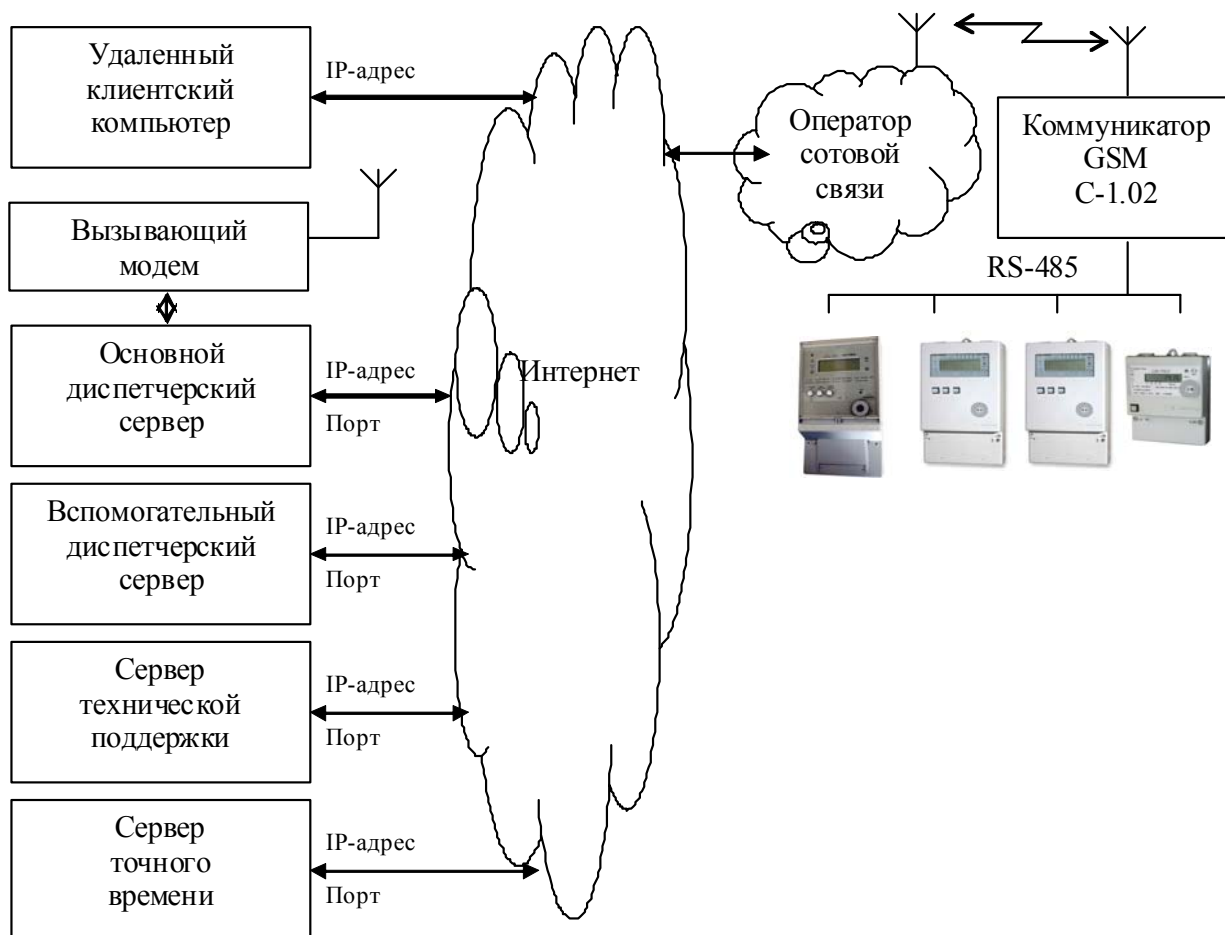 Удаленный
клиентский
компьютер
IP-адрес
Вызывающий
модем
Основной
диспетчерский
сервер
IP-адрес
Порт
Вспомогательный
диспетчерский
сервер
IP-адрес
Порт
Сервер
технической
поддержки
IP-адрес
Порт
Сервер
точного
времени
IP-адрес
Порт
Интернет
Оператор
сотовой
связи
Коммуникатор
GSM
С-1.02
RS-485